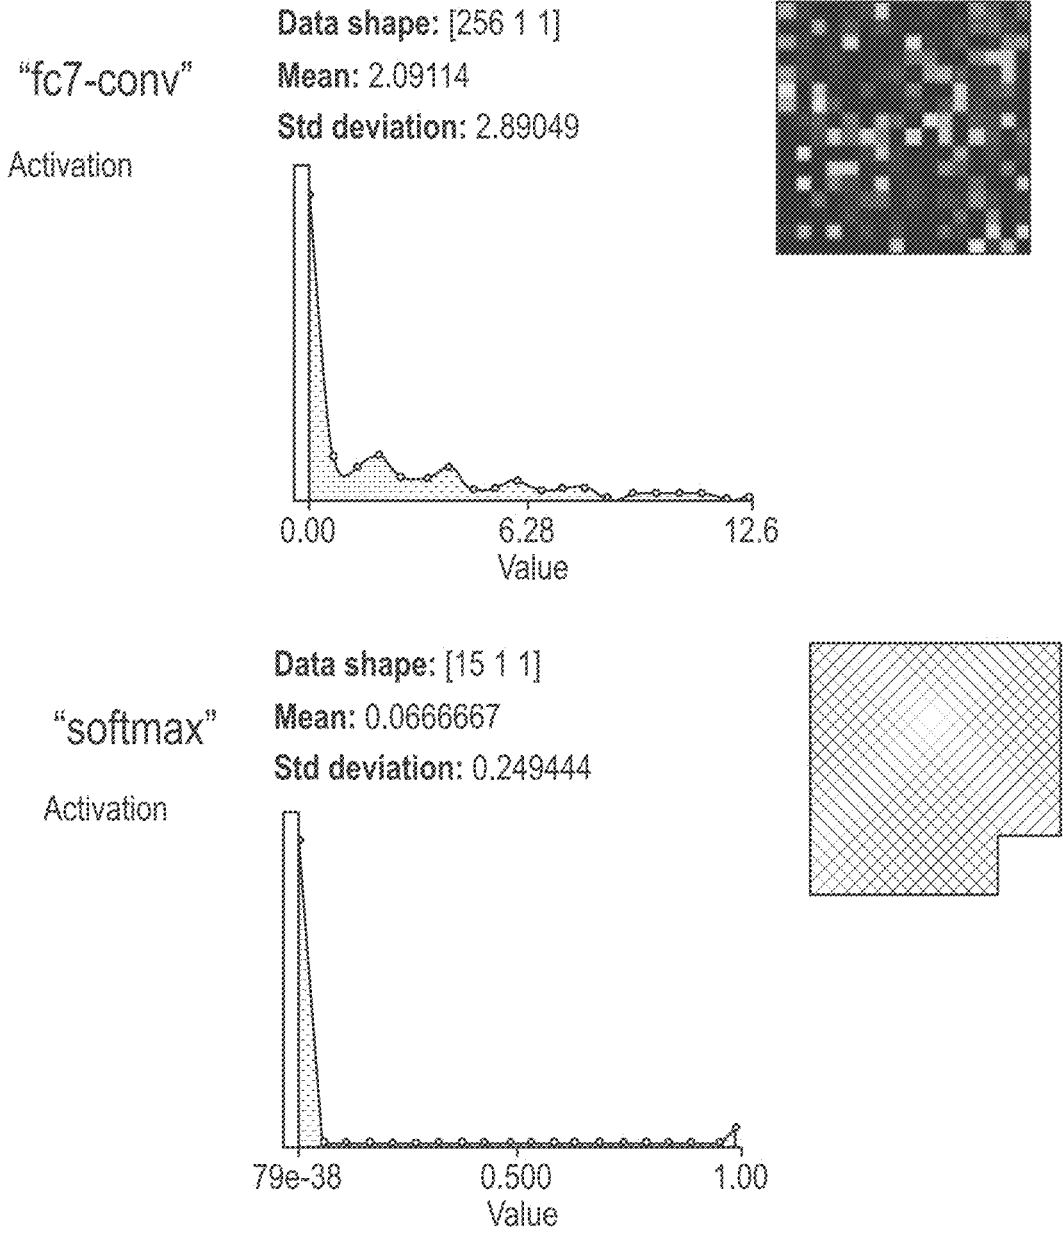 Data shape: [256 1 1]
"fc7-conv"
Mean: 2.09114
Std deviation: 2.89049
Activation
0.00 6.28 12.6
Value
Data shape: [15 1 1]
"softmax"
Mean: 0.0666667
Std deviation: 0.249444
Activation
79e-38 0.500 1.00
Value